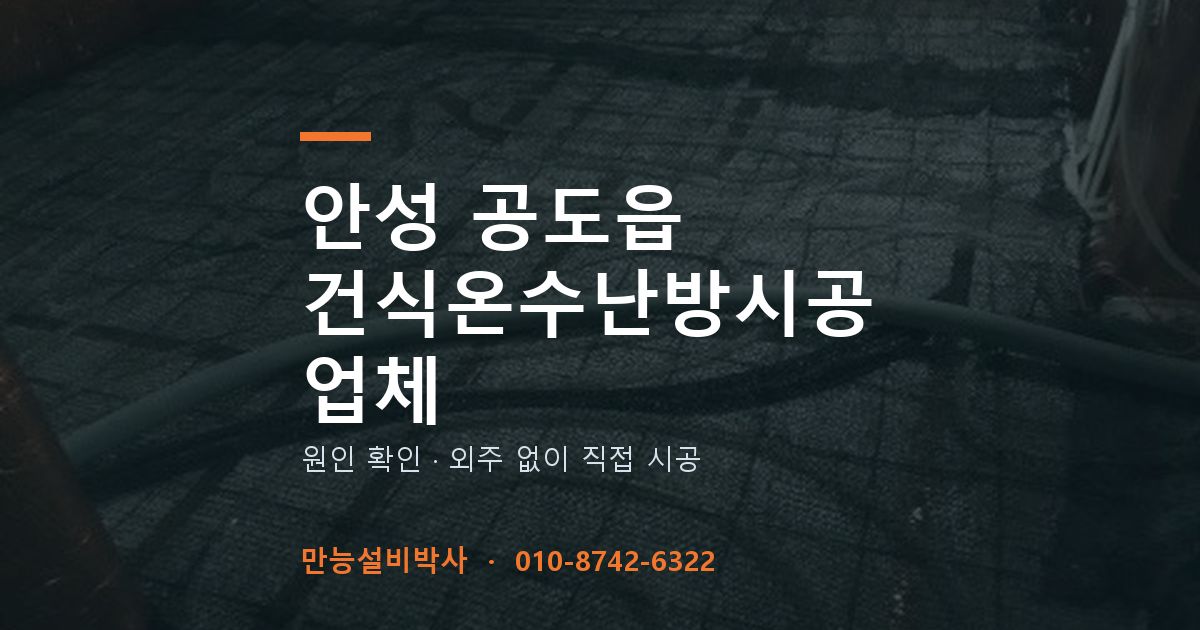 안성 공도읍
건식온수난방시공
업체
원인 확인 · 외주 없이 직접 시공
만능설비박사 · 010-8742-6322